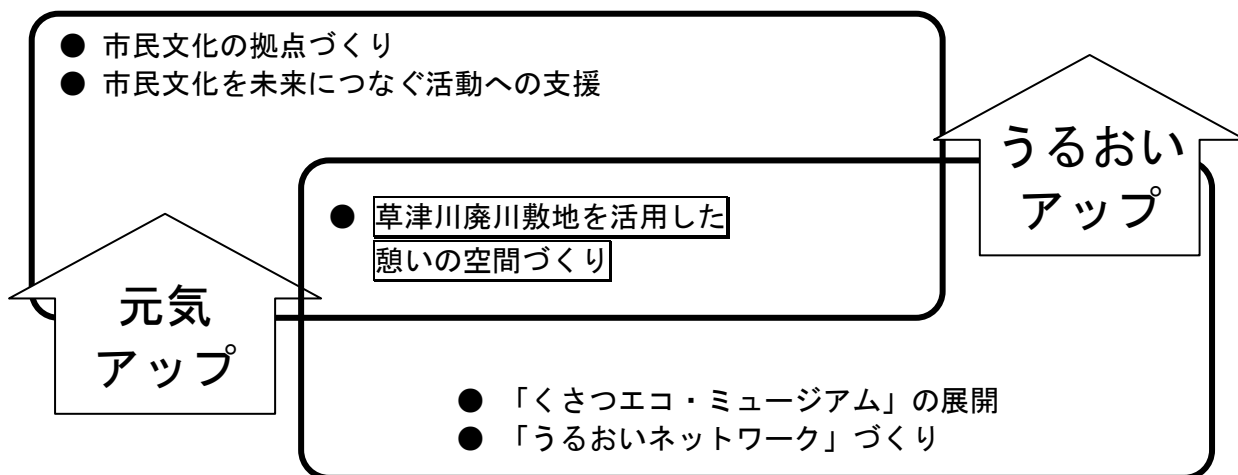 ● 市民文化の拠点づくり
● 市民文化を未来につなぐ活動への支援
うるおい
アップ
● 草津川廃川敷地を活用した
憩いの空間づくり
元気
アップ
● 「くさつエコ・ミュージアム」の展開
● 「うるおいネットワーク」づくり